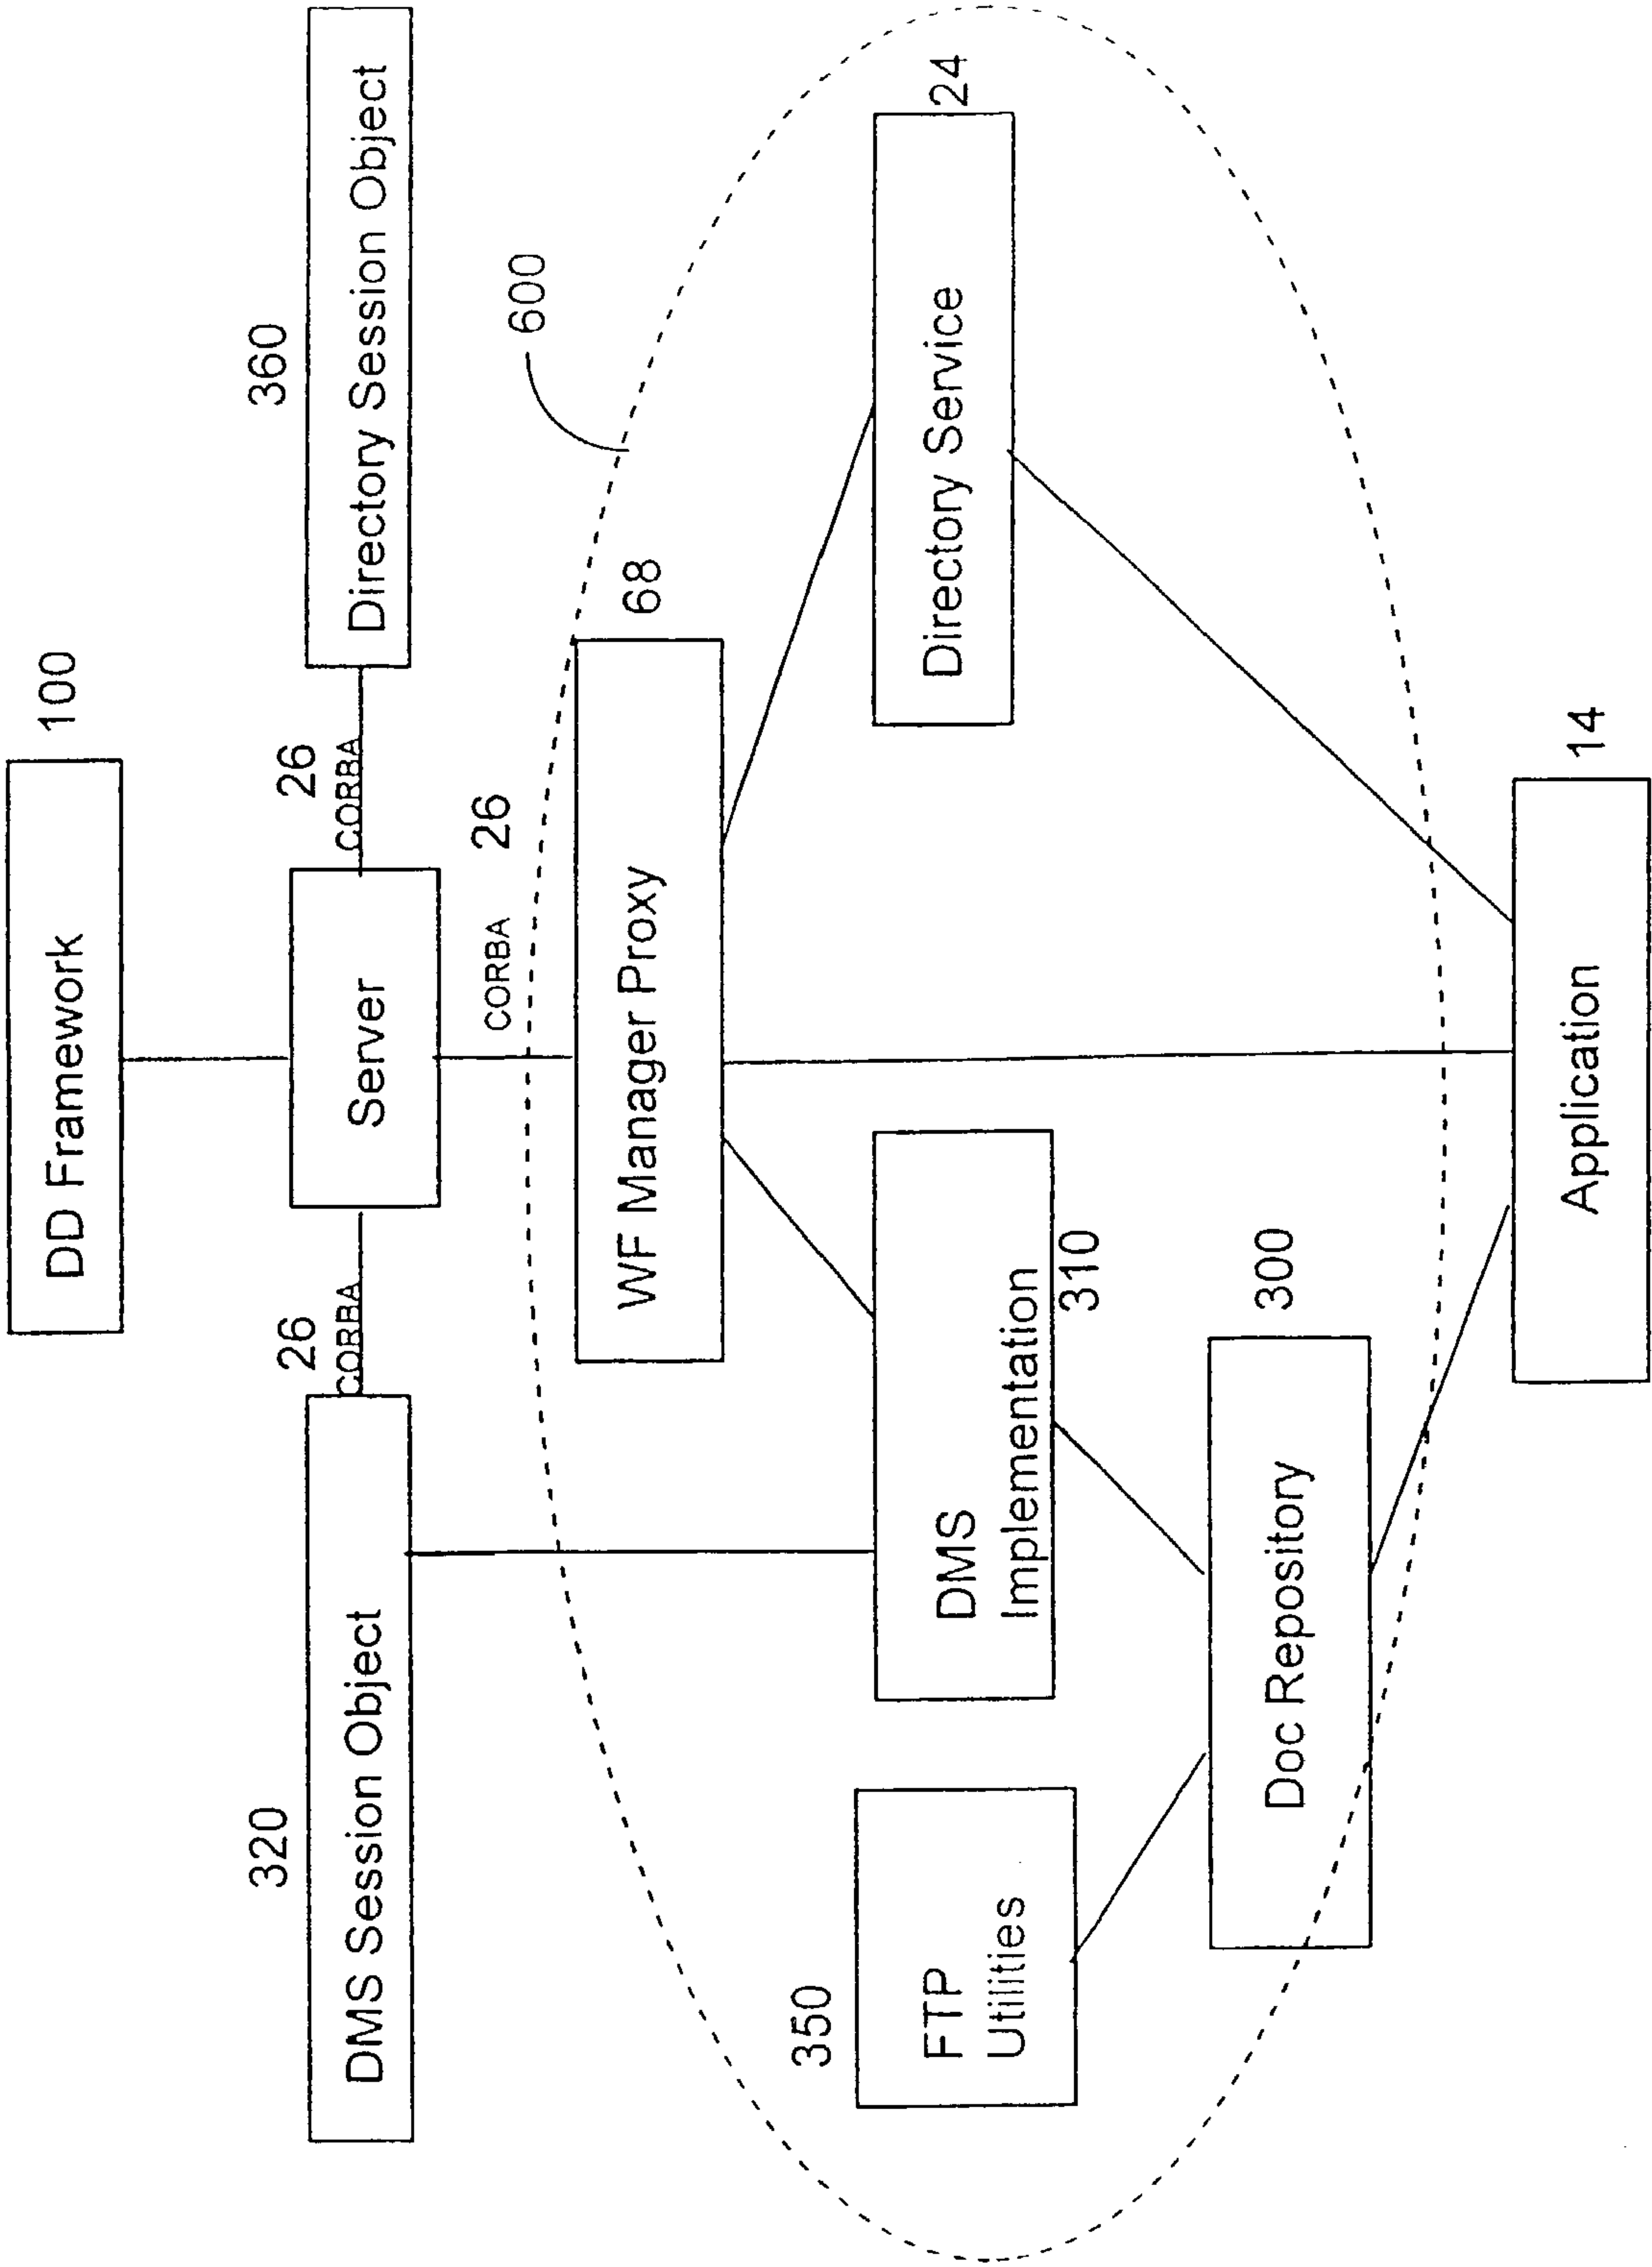 DD Framework
100
320
DMS Session Object
26
CORBA
Server
26
CORBA
360
Directory Session Object
CORBA
26
600
WF Manager Proxy
68
350
FTP
Utilities
DMS
Implementation
310
Directory Service
24
Doc Repository
300
Application
14